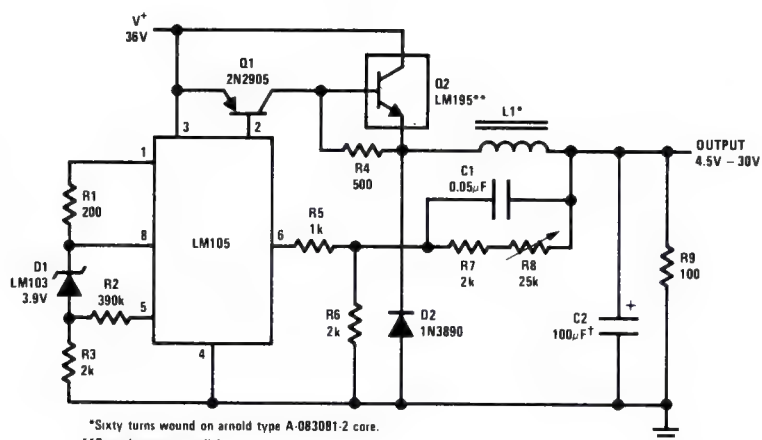 V+
36V
Q1
2N2905
Q2
LM195**
L1*
OUTPUT
4.5V – 30V
3
2
1
R4
500
C1
0.05µF
R1
200
R5
1k
8
LM105
6
R7
2k
R8
25k
R9
100
D1
LM103
3.9V
R2
390k
5
R6
2k
D2
1N3890
+
C2
100µF†
R3
2k
4
*Sixty turns wound on arnold type A-083081-2 core.